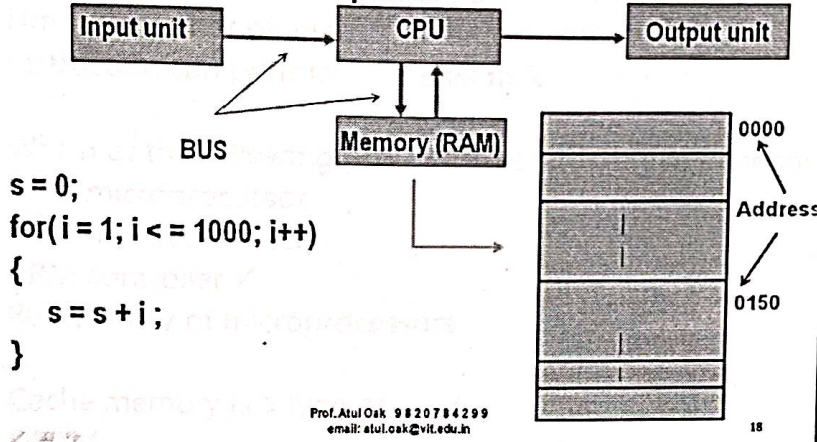 Input unit
CPU
Output unit
BUS
Memory (RAM)
0000
Address
0150
s = 0;
for( i = 1; i < = 1000; i++)
{
s = s + i ;
}
Prof. Atul Oak 9820784299
email: atul.oak@vit.edu.in
18